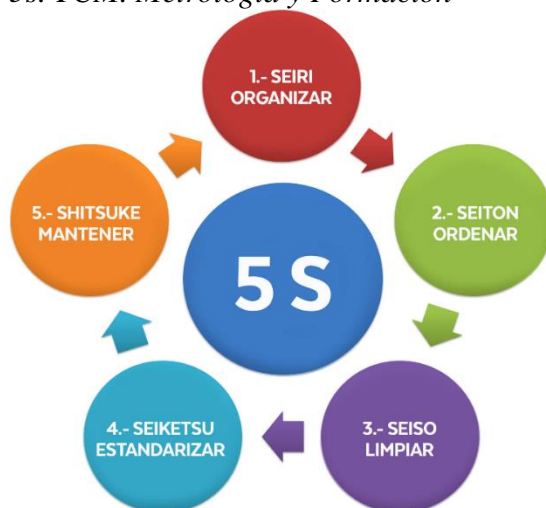 5s. TCM: Metrología y Formación
1.- SEIRI
ORGANIZAR
2.- SEITON
ORDENAR
3.- SEISO
LIMPIAR
4.- SEIKETSU
ESTANDARIZAR
5.- SHITSUKE
MANTENER
5 S